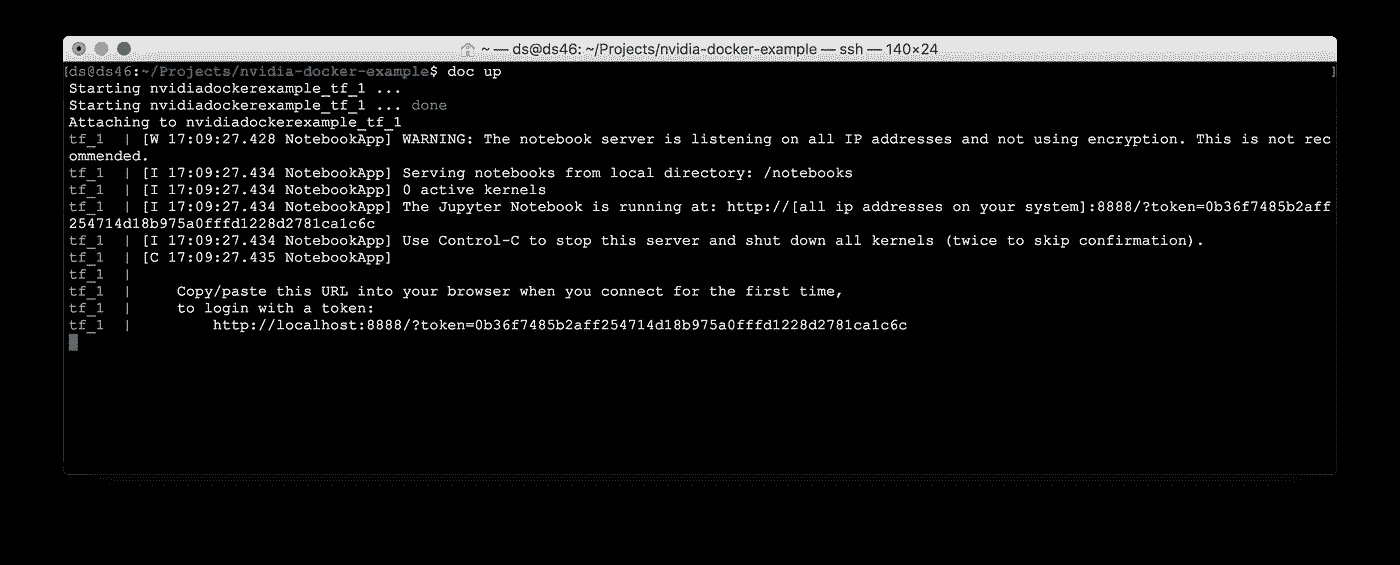 ~ — ds@ds46: ~/Projects/nvidia-docker-example — ssh — 140×24
[ds@ds46:~/Projects/nvidia-docker-example$ doc up ]
Starting nvidiadockerexample_tf_1 ...
Starting nvidiadockerexample_tf_1 ... done
Attaching to nvidiadockerexample_tf_1
tf_1  | [W 17:09:27.428 NotebookApp] WARNING: The notebook server is listening on all IP addresses and not using encryption. This is not rec
ommended.
tf_1  | [I 17:09:27.434 NotebookApp] Serving notebooks from local directory: /notebooks
tf_1  | [I 17:09:27.434 NotebookApp] 0 active kernels
tf_1  | [I 17:09:27.434 NotebookApp] The Jupyter Notebook is running at: http://[all ip addresses on your system]:8888/?token=0b36f7485b2aff
254714d18b975a0fffd1228d2781ca1c6c
tf_1  | [I 17:09:27.434 NotebookApp] Use Control-C to stop this server and shut down all kernels (twice to skip confirmation).
tf_1  | [C 17:09:27.435 NotebookApp]
tf_1  |
tf_1  |     Copy/paste this URL into your browser when you connect for the first time,
tf_1  |     to login with a token:
tf_1  |         http://localhost:8888/?token=0b36f7485b2aff254714d18b975a0fffd1228d2781ca1c6c